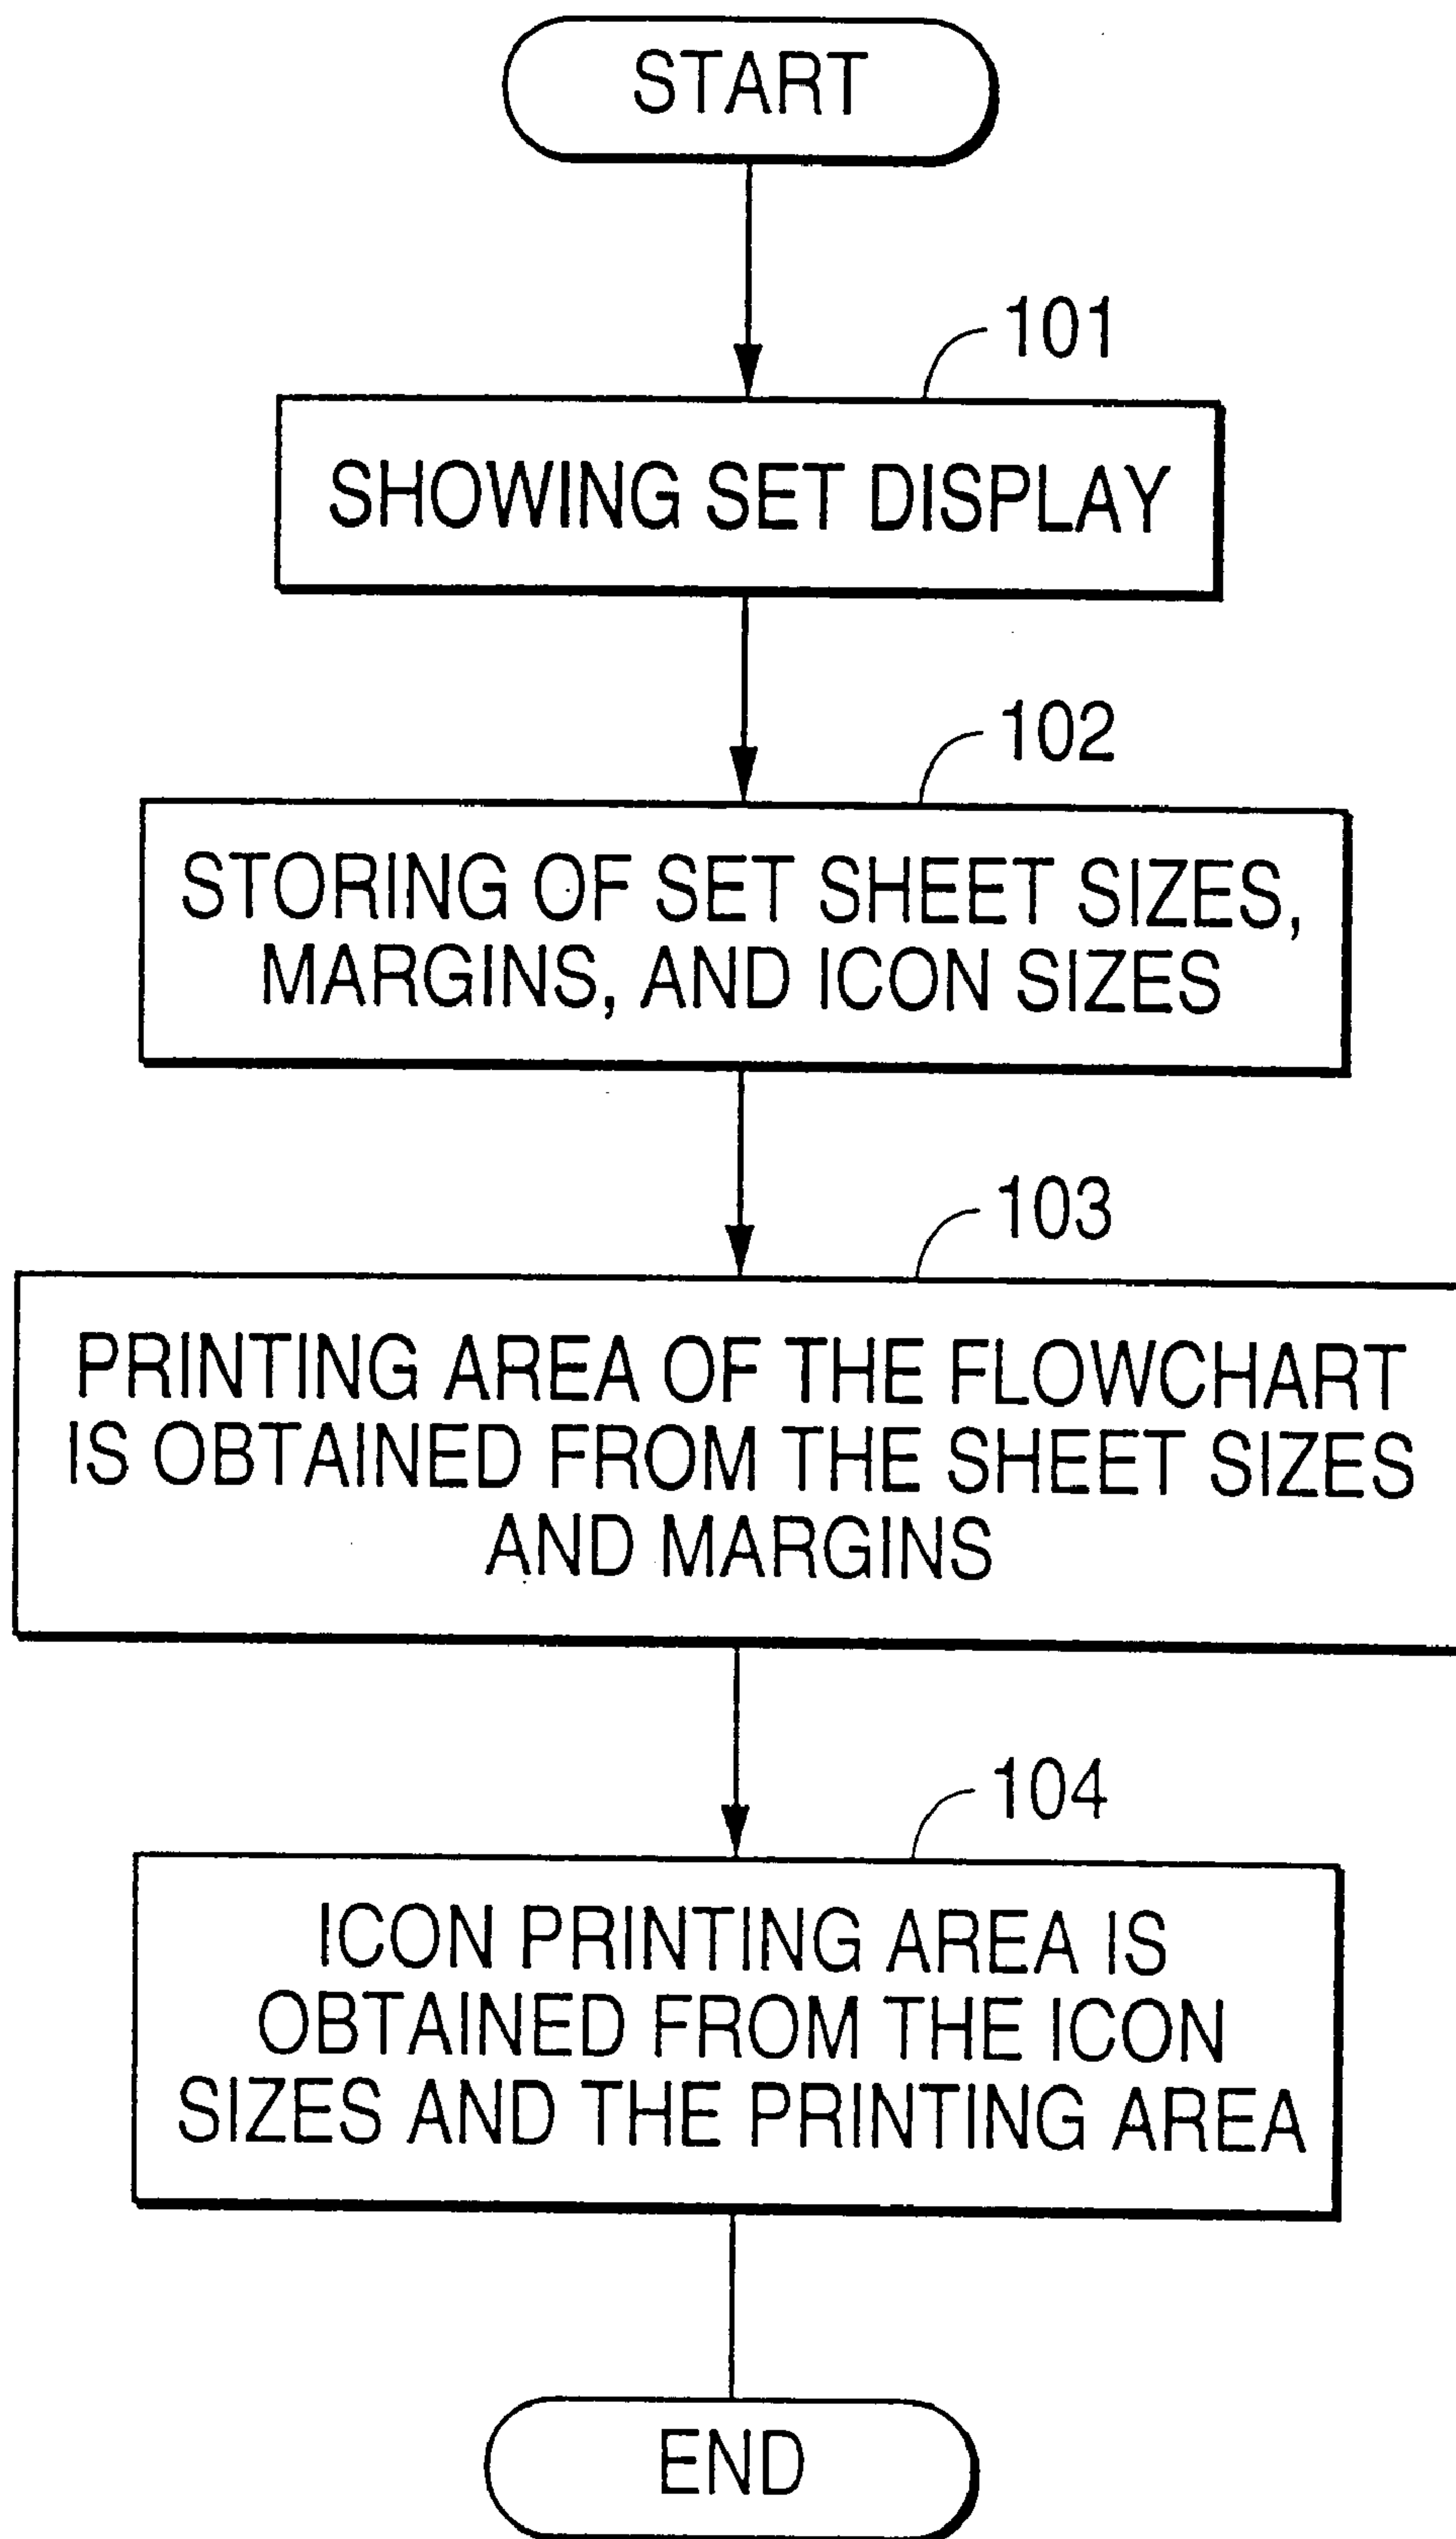 START
101
SHOWING SET DISPLAY
102
STORING OF SET SHEET SIZES,
MARGINS, AND ICON SIZES
103
PRINTING AREA OF THE FLOWCHART
IS OBTAINED FROM THE SHEET SIZES
AND MARGINS
104
ICON PRINTING AREA IS
OBTAINED FROM THE ICON
SIZES AND THE PRINTING AREA
END